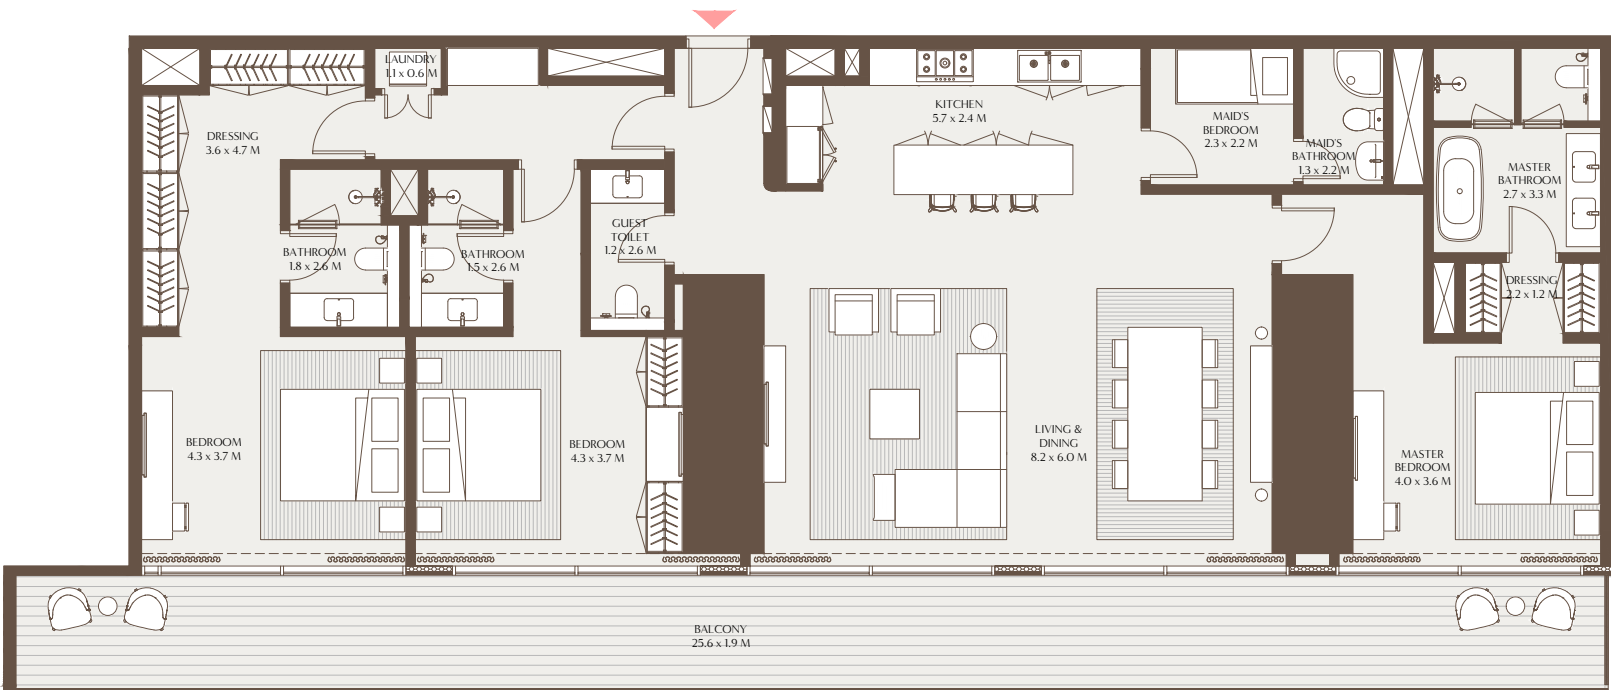 LAUNDRY
1.1 x 0.6 M
DRESSING
3.6 x 4.7 M
KITCHEN
5.7 x 2.4 M
MAID'S
BEDROOM
2.3 x 2.2 M
MAID'S
BATHROOM
1.3 x 2.2 M
MASTER
BATHROOM
2.7 x 3.3 M
GUEST
TOILET
1.2 x 2.6 M
BATHROOM
1.8 x 2.6 M
BATHROOM
1.5 x 2.6 M
DRESSING
2.2 x 1.2 M
BEDROOM
4.3 x 3.7 M
BEDROOM
4.3 x 3.7 M
LIVING &
DINING
8.2 x 6.0 M
MASTER
BEDROOM
4.0 x 3.6 M
BALCONY
25.6 x 1.9 M